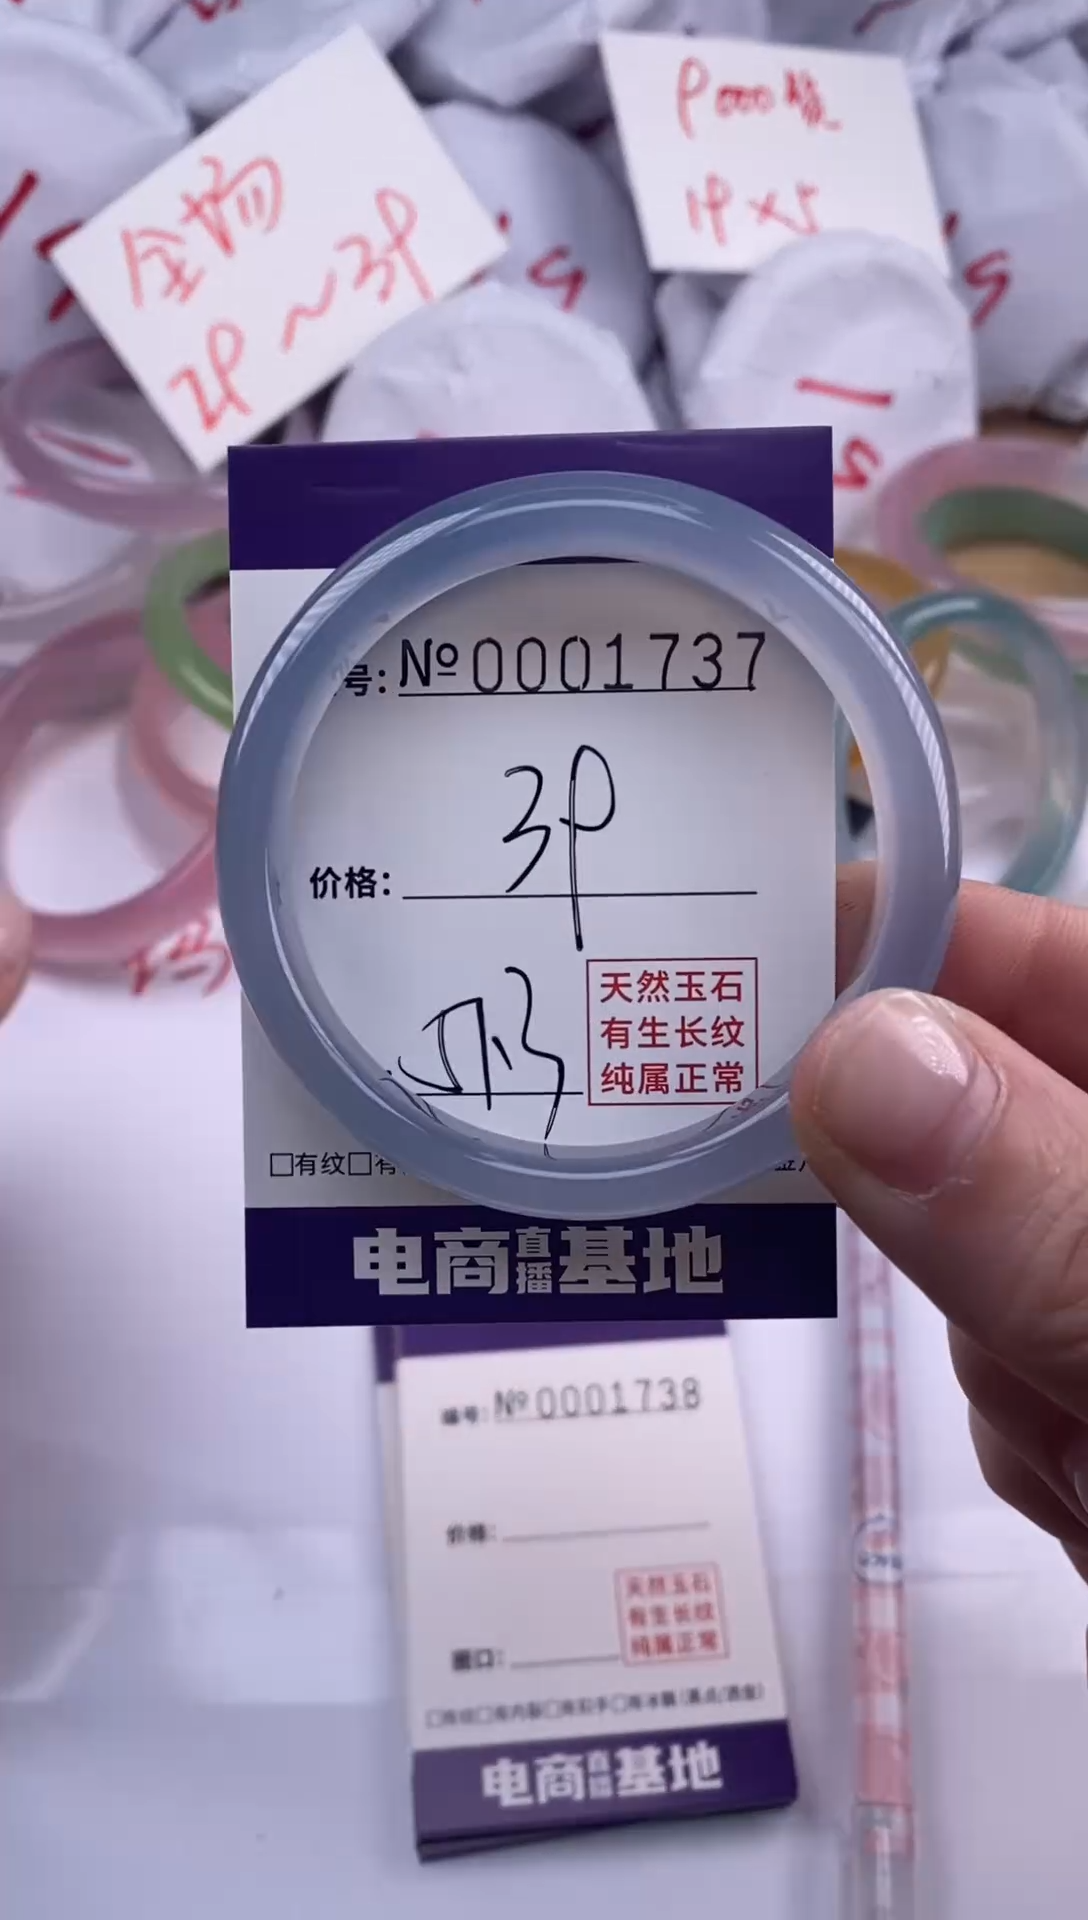 全场
2P～3P
P000货
1P×5
号: №0001737
价格: 3P
天然玉石
有生长纹
纯属正常
□有纹□有
电商直播基地
编号: №0001738
价格:
圈口:
天然玉石
有生长纹
纯属正常
电商直播基地